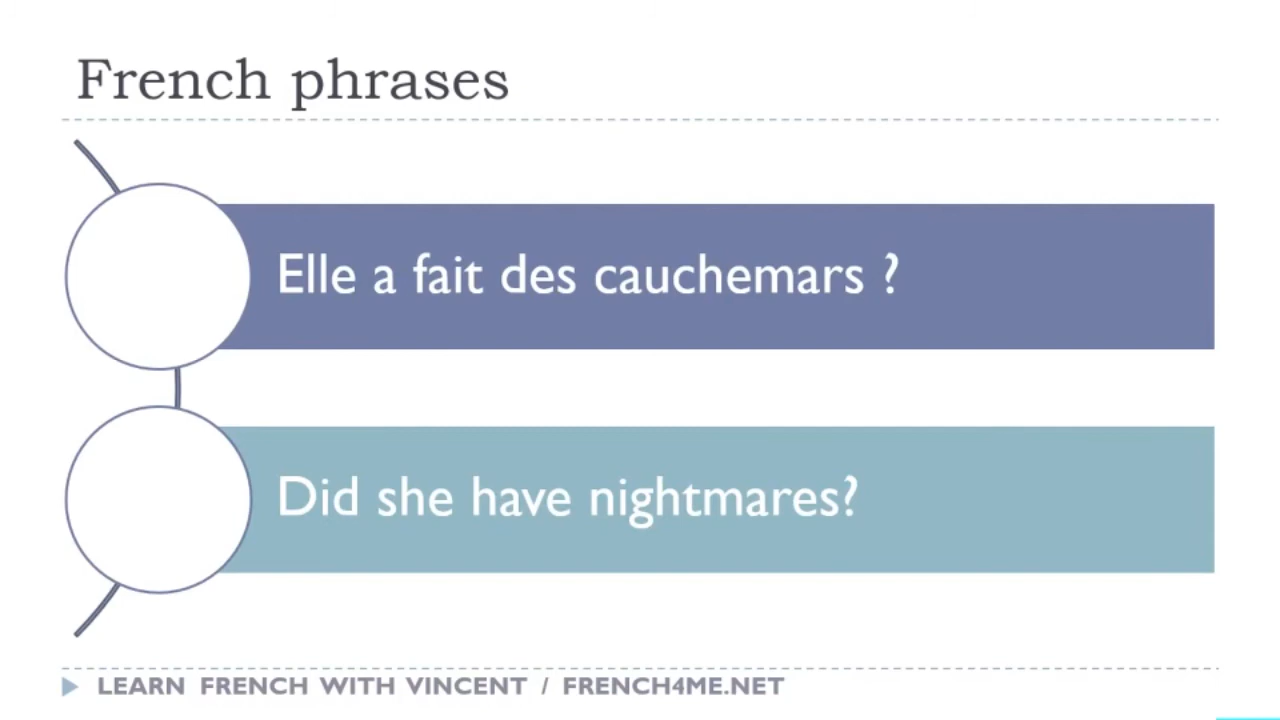 French phrases
Elle a fait des cauchemars ?
Did she have nightmares?
LEARN FRENCH WITH VINCENT / FRENCH4ME.NET